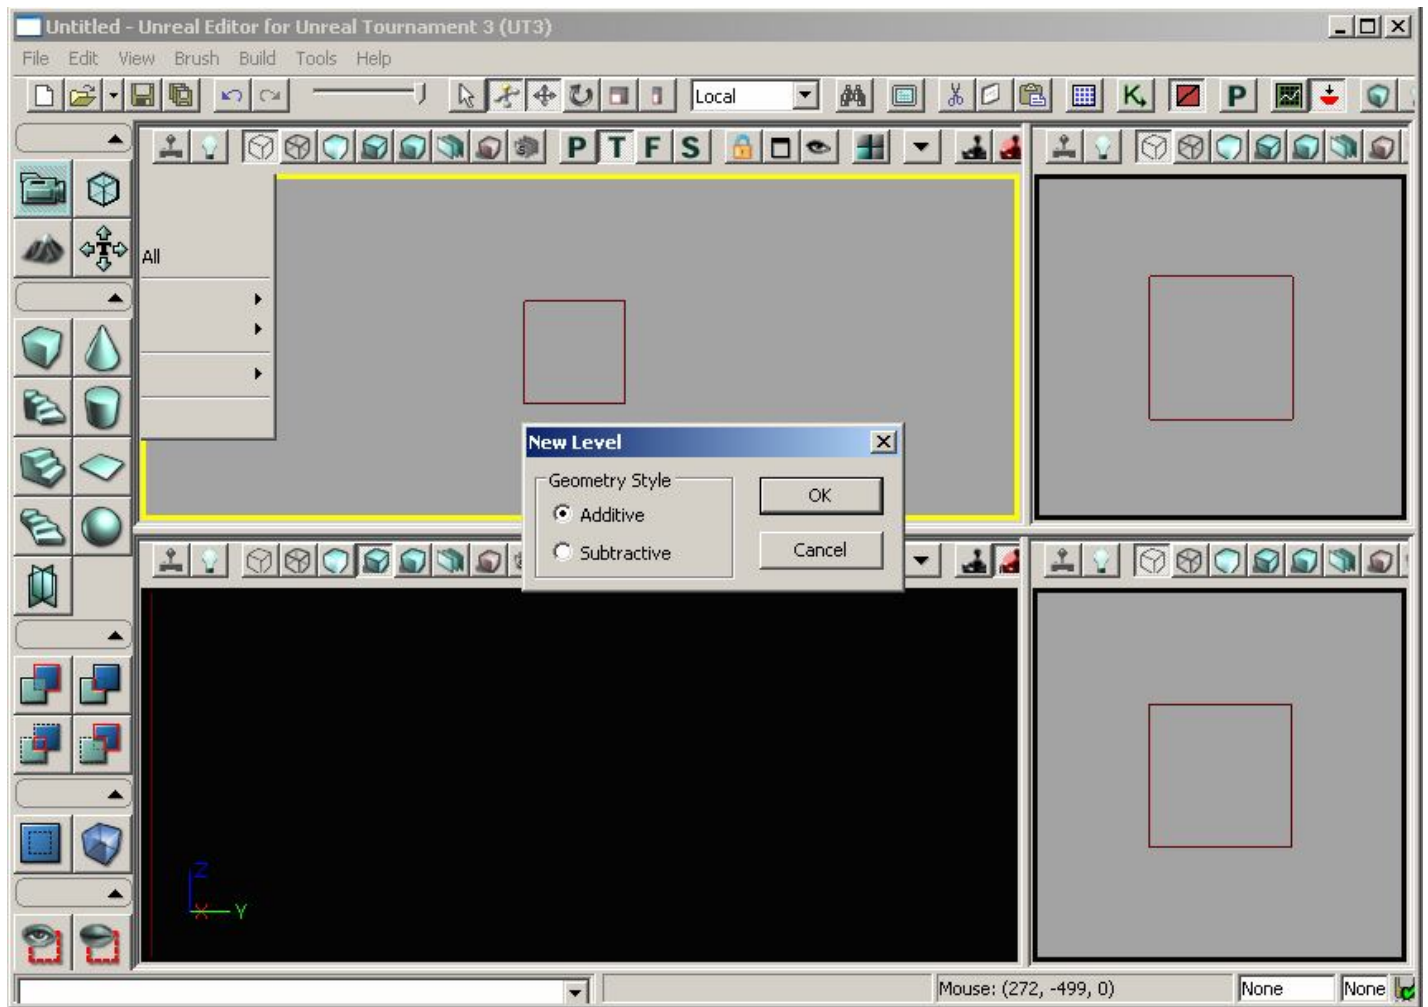 Untitled - Unreal Editor for Unreal Tournament 3 (UT3)
File Edit View Brush Build Tools Help
Local
K
P
P T F S
All
New Level
Geometry Style
Additive
Subtractive
OK
Cancel
Z
X Y
Mouse: (272, -499, 0)
None
None